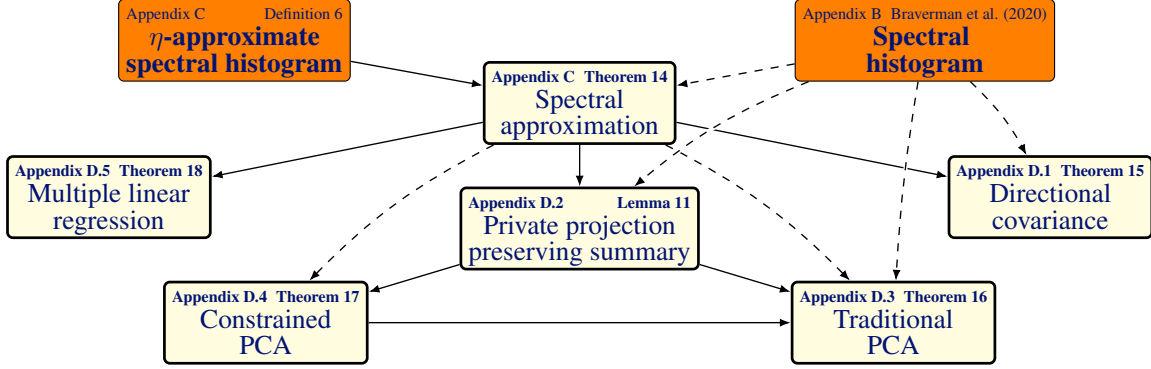 Appendix C Definition 6
η-approximate
spectral histogram
Appendix B Braverman et al. (2020)
Spectral
histogram
Appendix C Theorem 14
Spectral
approximation
Appendix D.5 Theorem 18
Multiple linear
regression
Appendix D.2 Lemma 11
Private projection
preserving summary
Appendix D.1 Theorem 15
Directional
covariance
Appendix D.4 Theorem 17
Constrained
PCA
Appendix D.3 Theorem 16
Traditional
PCA